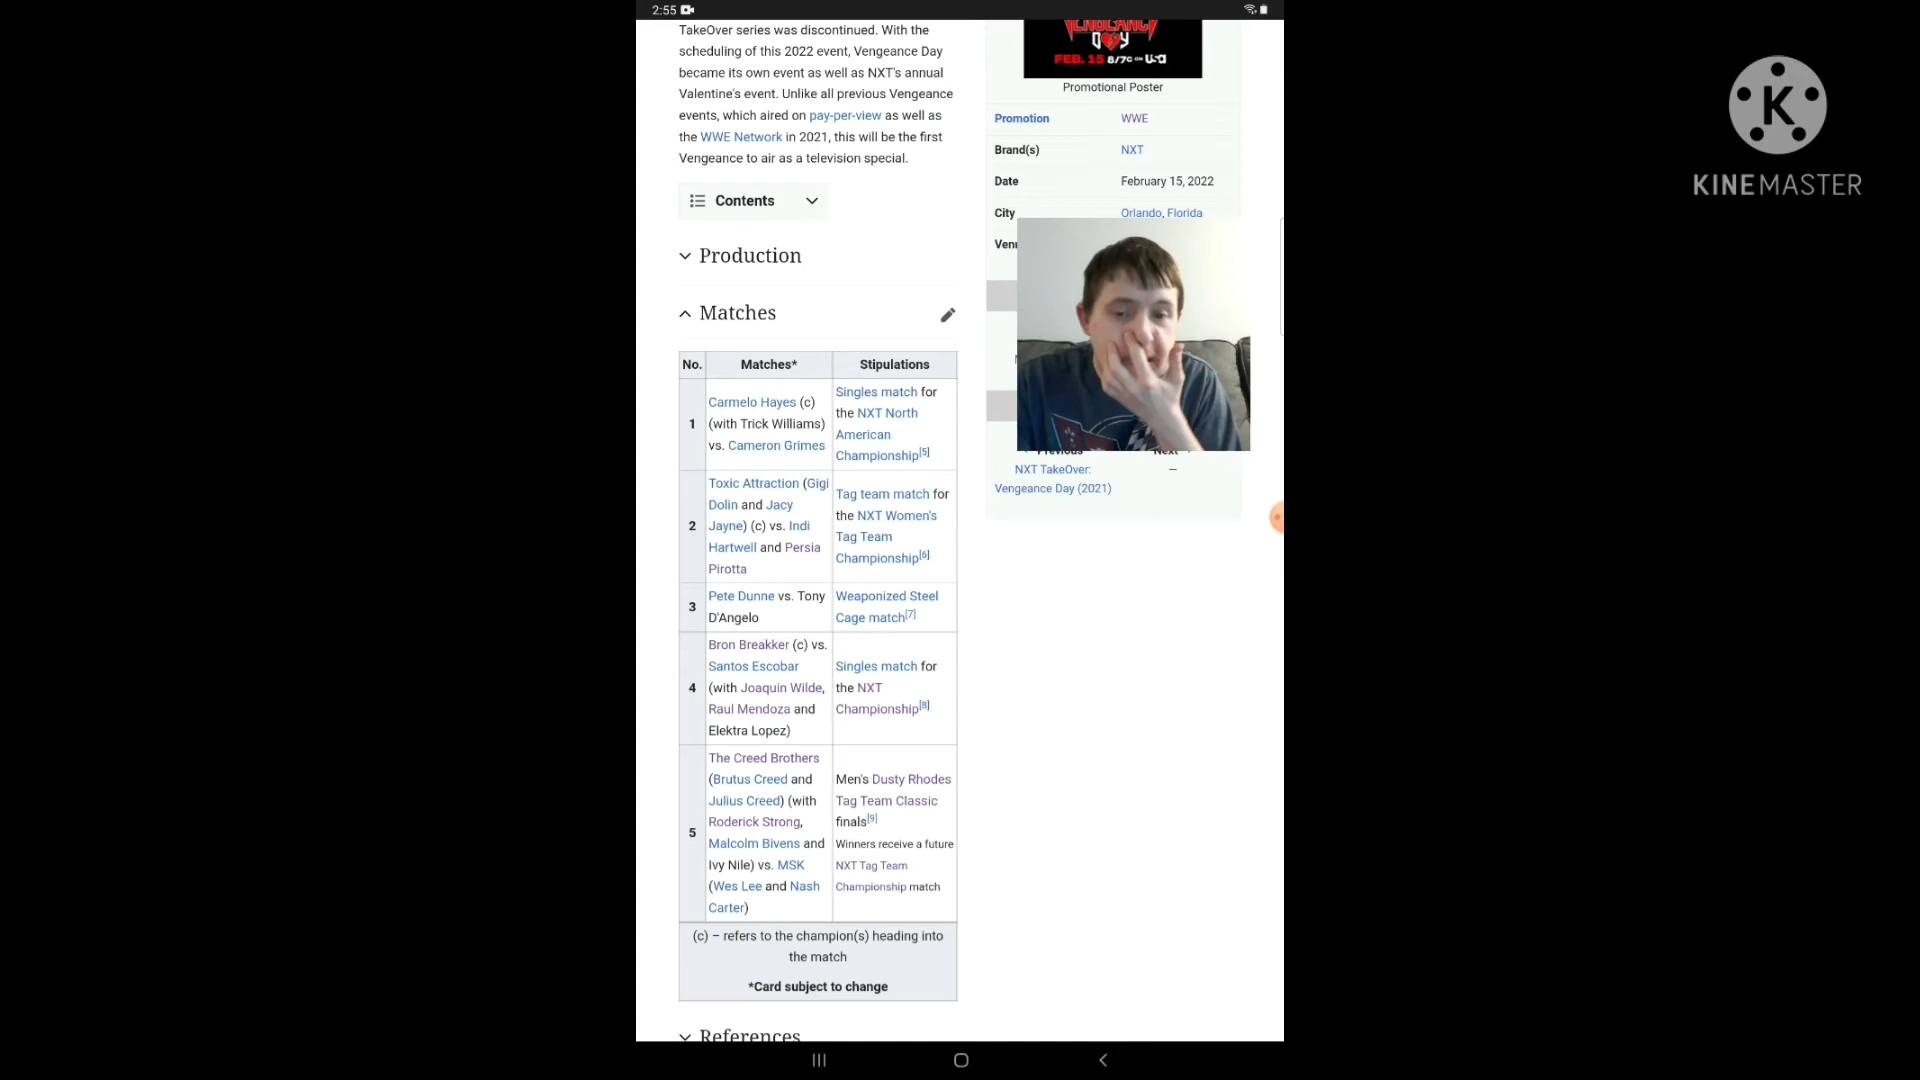 2:55
TakeOver series was discontinued. With the
scheduling of this 2022 event, Vengeance Day
became its own event as well as NXT's annual
Valentine's event. Unlike all previous Vengeance
events, which aired on pay-per-view as well as
the WWE Network in 2021, this will be the first
Vengeance to air as a television special.
Contents
Production
Matches
No. Matches* Stipulations
1
Carmelo Hayes (c)
(with Trick Williams)
vs. Cameron Grimes
Singles match for
the NXT North
American
Championship[5]
2
Toxic Attraction (Gigi
Dolin and Jacy
Jayne) (c) vs. Indi
Hartwell and Persia
Pirotta
Tag team match for
the NXT Women's
Tag Team
Championship[6]
3
Pete Dunne vs. Tony
D'Angelo
Weaponized Steel
Cage match[7]
4
Bron Breakker (c) vs.
Santos Escobar
(with Joaquin Wilde,
Raul Mendoza and
Elektra Lopez)
Singles match for
the NXT
Championship[8]
5
The Creed Brothers
(Brutus Creed and
Julius Creed) (with
Roderick Strong,
Malcolm Bivens and
Ivy Nile) vs. MSK
(Wes Lee and Nash
Carter)
Men's Dusty Rhodes
Tag Team Classic
finals[9]
Winners receive a future
NXT Tag Team
Championship match
(c) – refers to the champion(s) heading into
the match
*Card subject to change
References
VENGEANCE
DAY
FEB. 15 8/7C ON USA
Promotional Poster
Promotion WWE
Brand(s) NXT
Date February 15, 2022
City Orlando, Florida
Previous Next
NXT TakeOver: –
Vengeance Day (2021)
K
KINEMASTER